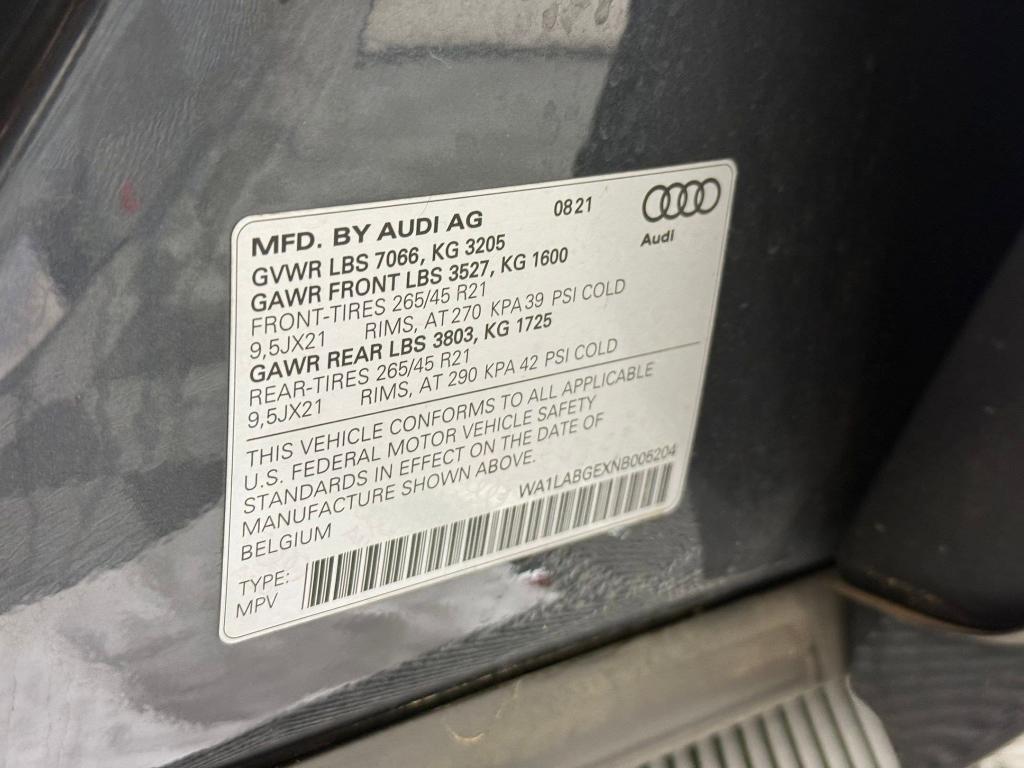 MFD. BY AUDI AG 08 21
Audi
GVWR LBS 7066, KG 3205
GAWR FRONT LBS 3527, KG 1600
FRONT-TIRES 265/45 R21
9,5JX21 RIMS, AT 270 KPA 39 PSI COLD
GAWR REAR LBS 3803, KG 1725
REAR-TIRES 265/45 R21
9,5JX21 RIMS, AT 290 KPA 42 PSI COLD
THIS VEHICLE CONFORMS TO ALL APPLICABLE
U.S. FEDERAL MOTOR VEHICLE SAFETY
STANDARDS IN EFFECT ON THE DATE OF
MANUFACTURE SHOWN ABOVE.
BELGIUM WA1LABGEXNB006204
TYPE:
MPV